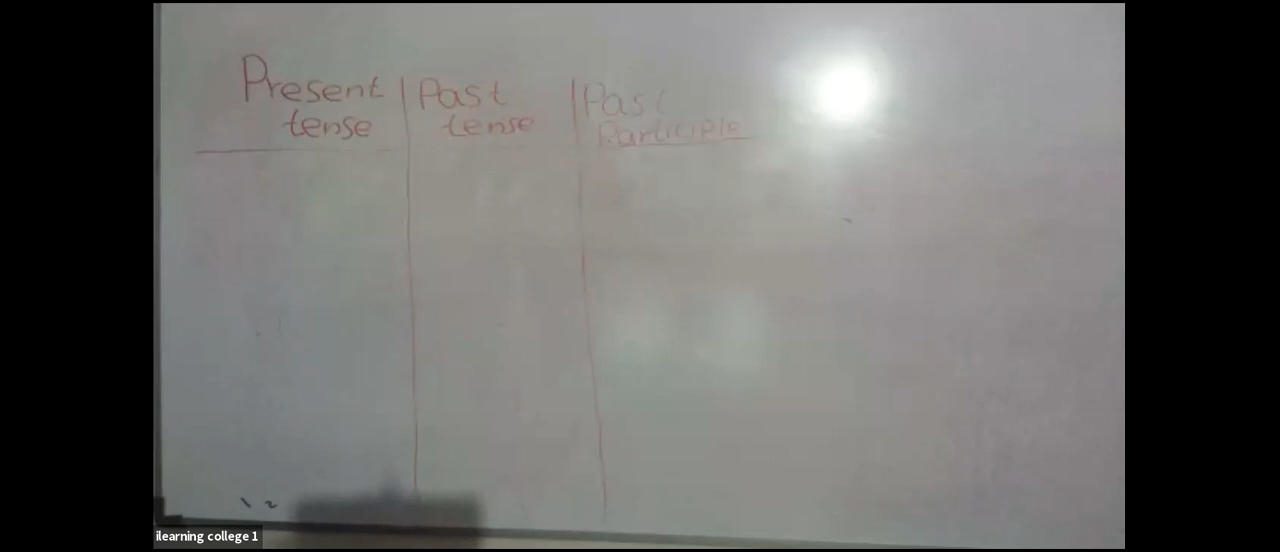 Present tense | Past tense | Past Participle
ilearning college 1